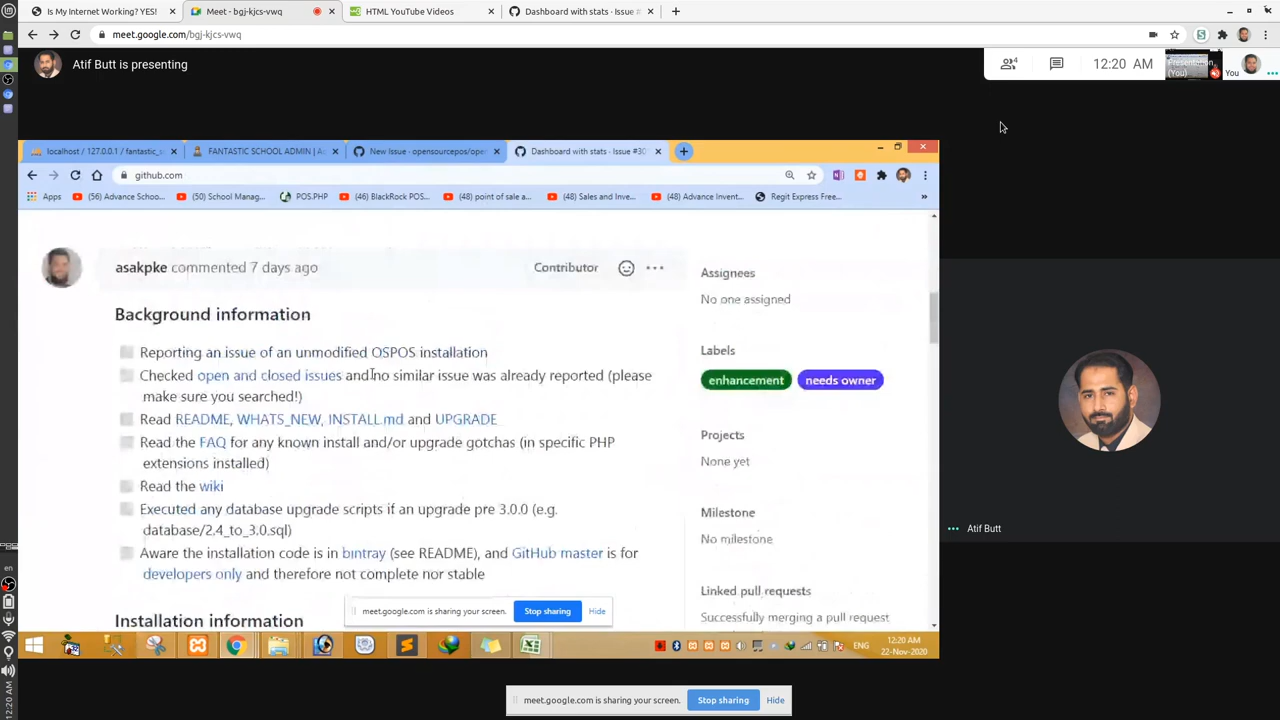 Is My Internet Working? YES!
Meet - bgj-kjcs-vwq
HTML YouTube Videos
Dashboard with stats · Issue #
meet.google.com/bgj-kjcs-vwq
Atif Butt is presenting
4
12:20 AM
Presentation
(You)
You
localhost / 127.0.0.1 / fantastic_s
FANTASTIC SCHOOL ADMIN | A
New Issue · opensourcepos/open
Dashboard with stats · Issue #30
github.com
Apps
(56) Advance Schoo...
(50) School Manag...
POS.PHP
(46) BlackRock POS...
(48) point of sale a...
(48) Sales and Inve...
(48) Advance Invent...
Regit Express Free...
»
asakpke commented 7 days ago
Contributor
Background information
Reporting an issue of an unmodified OSPOS installation
Checked open and closed issues and no similar issue was already reported (please
make sure you searched!)
Read README, WHATS_NEW, INSTALL.md and UPGRADE
Read the FAQ for any known install and/or upgrade gotchas (in specific PHP
extensions installed)
Read the wiki
Executed any database upgrade scripts if an upgrade pre 3.0.0 (e.g.
database/2.4_to_3.0.sql)
Aware the installation code is in bintray (see README), and GitHub master is for
developers only and therefore not complete nor stable
Installation information
Assignees
No one assigned
Labels
enhancement
needs owner
Projects
None yet
Milestone
No milestone
Linked pull requests
Successfully merging a pull request
meet.google.com is sharing your screen.
Stop sharing
Hide
ENG
12:20 AM
22-Nov-2020
Atif Butt
en
12:20 AM
meet.google.com is sharing your screen.
Stop sharing
Hide